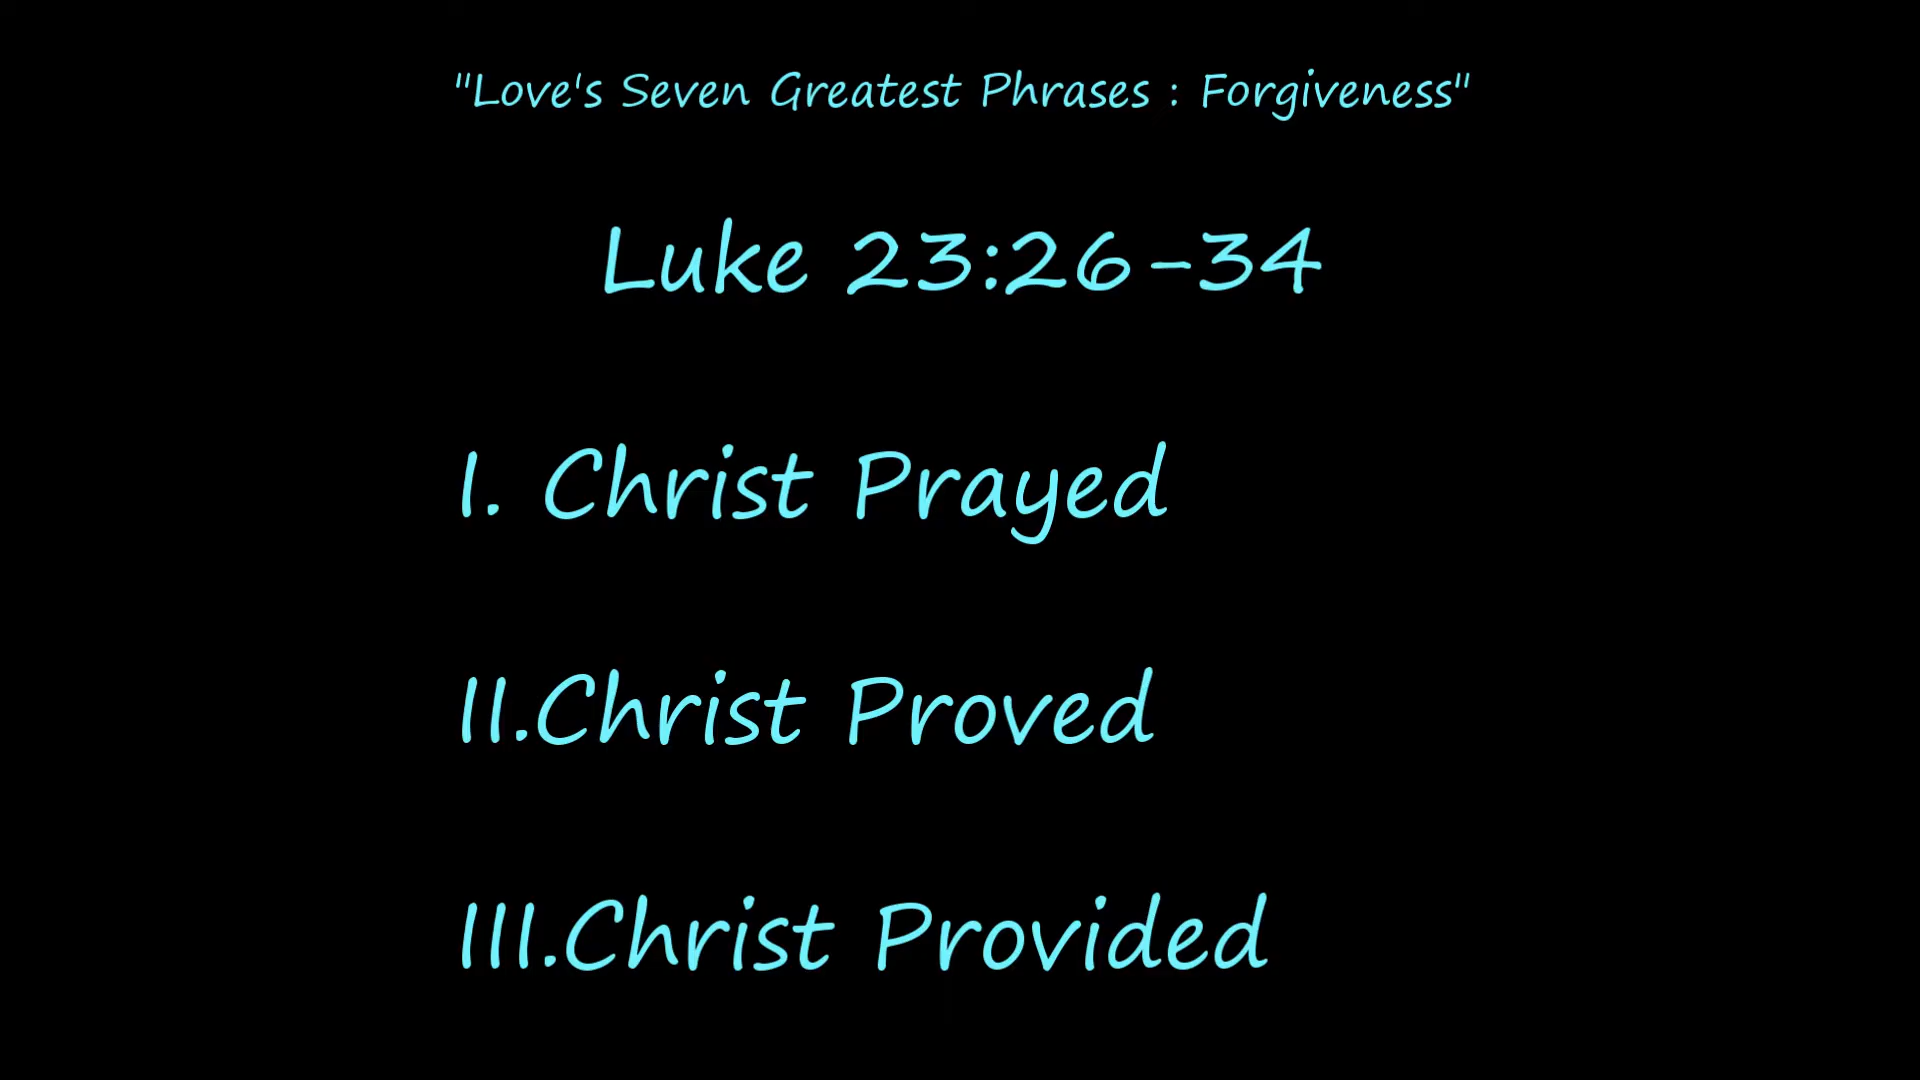 "Love's Seven Greatest Phrases : Forgiveness"
Luke 23:26-34
I. Christ Prayed
II.Christ Proved
III.Christ Provided